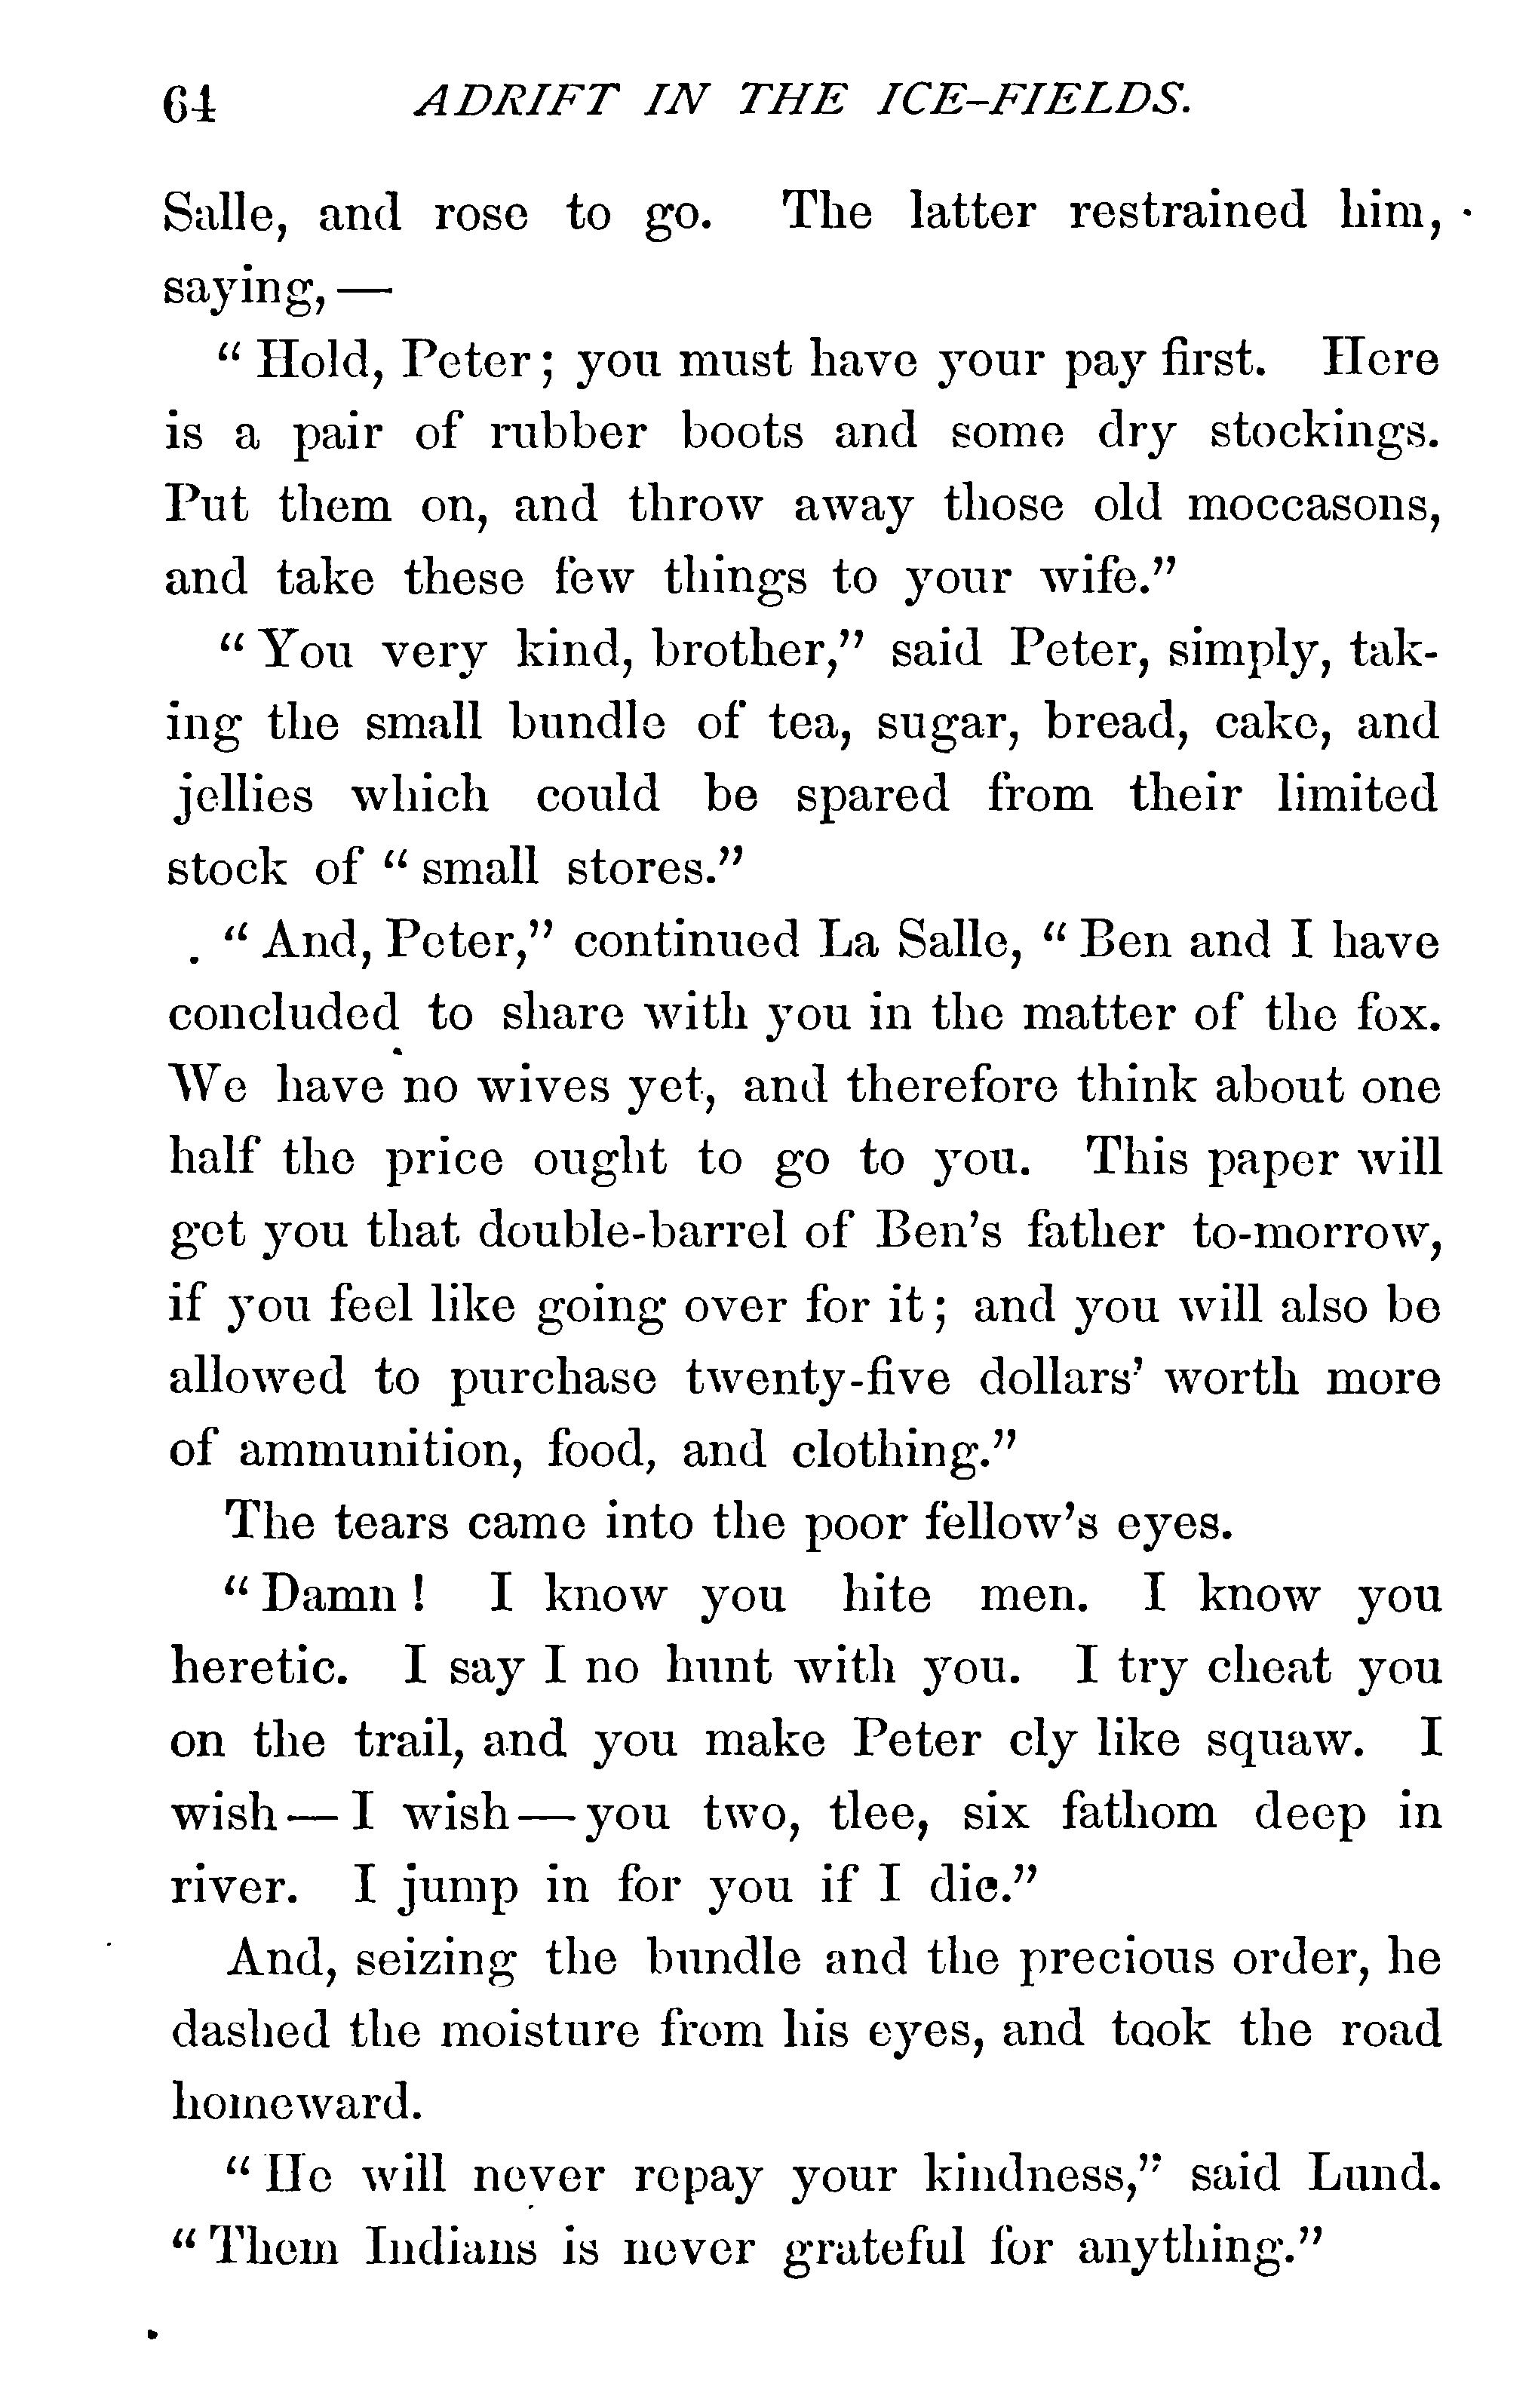 64 ADRIFT IN THE ICE-FIELDS.
Salle, and rose to go. The latter restrained him,
saying,—
“Hold, Peter; you must have your pay first. Here
is a pair of rubber boots and some dry stockings.
Put them on, and throw away those old moccasons,
and take these few things to your wife.”
“You very kind, brother,” said Peter, simply, tak-
ing the small bundle of tea, sugar, bread, cake, and
jellies which could be spared from their limited
stock of “small stores.”
“And, Peter,” continued La Salle, “Ben and I have
concluded to share with you in the matter of the fox.
We have no wives yet, and therefore think about one
half the price ought to go to you. This paper will
get you that double-barrel of Ben’s father to-morrow,
if you feel like going over for it; and you will also be
allowed to purchase twenty-five dollars’ worth more
of ammunition, food, and clothing.”
The tears came into the poor fellow’s eyes.
“Damn! I know you hite men. I know you
heretic. I say I no hunt with you. I try cheat you
on the trail, and you make Peter cly like squaw. I
wish—I wish—you two, tlee, six fathom deep in
river. I jump in for you if I die.”
And, seizing the bundle and the precious order, he
dashed the moisture from his eyes, and took the road
homeward.
“He will never repay your kindness,” said Lund.
“Them Indians is never grateful for anything.”